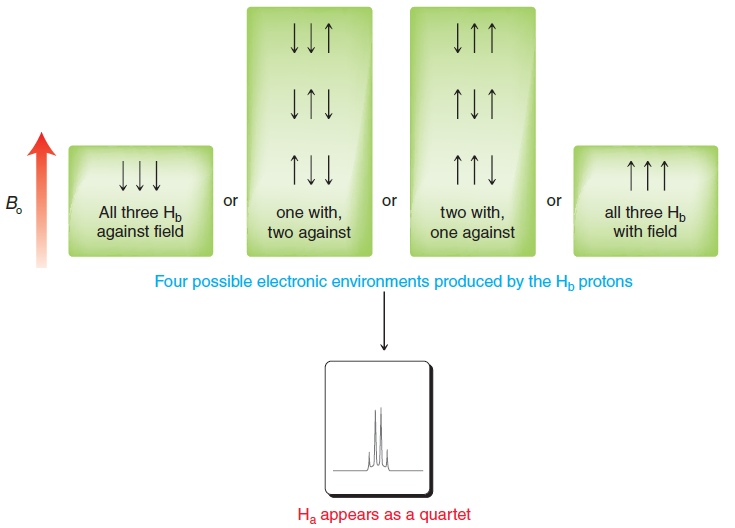 B₀
All three Hb
against field
or
one with,
two against
or
two with,
one against
or
all three Hb
with field
Four possible electronic environments produced by the Hb protons
Ha appears as a quartet